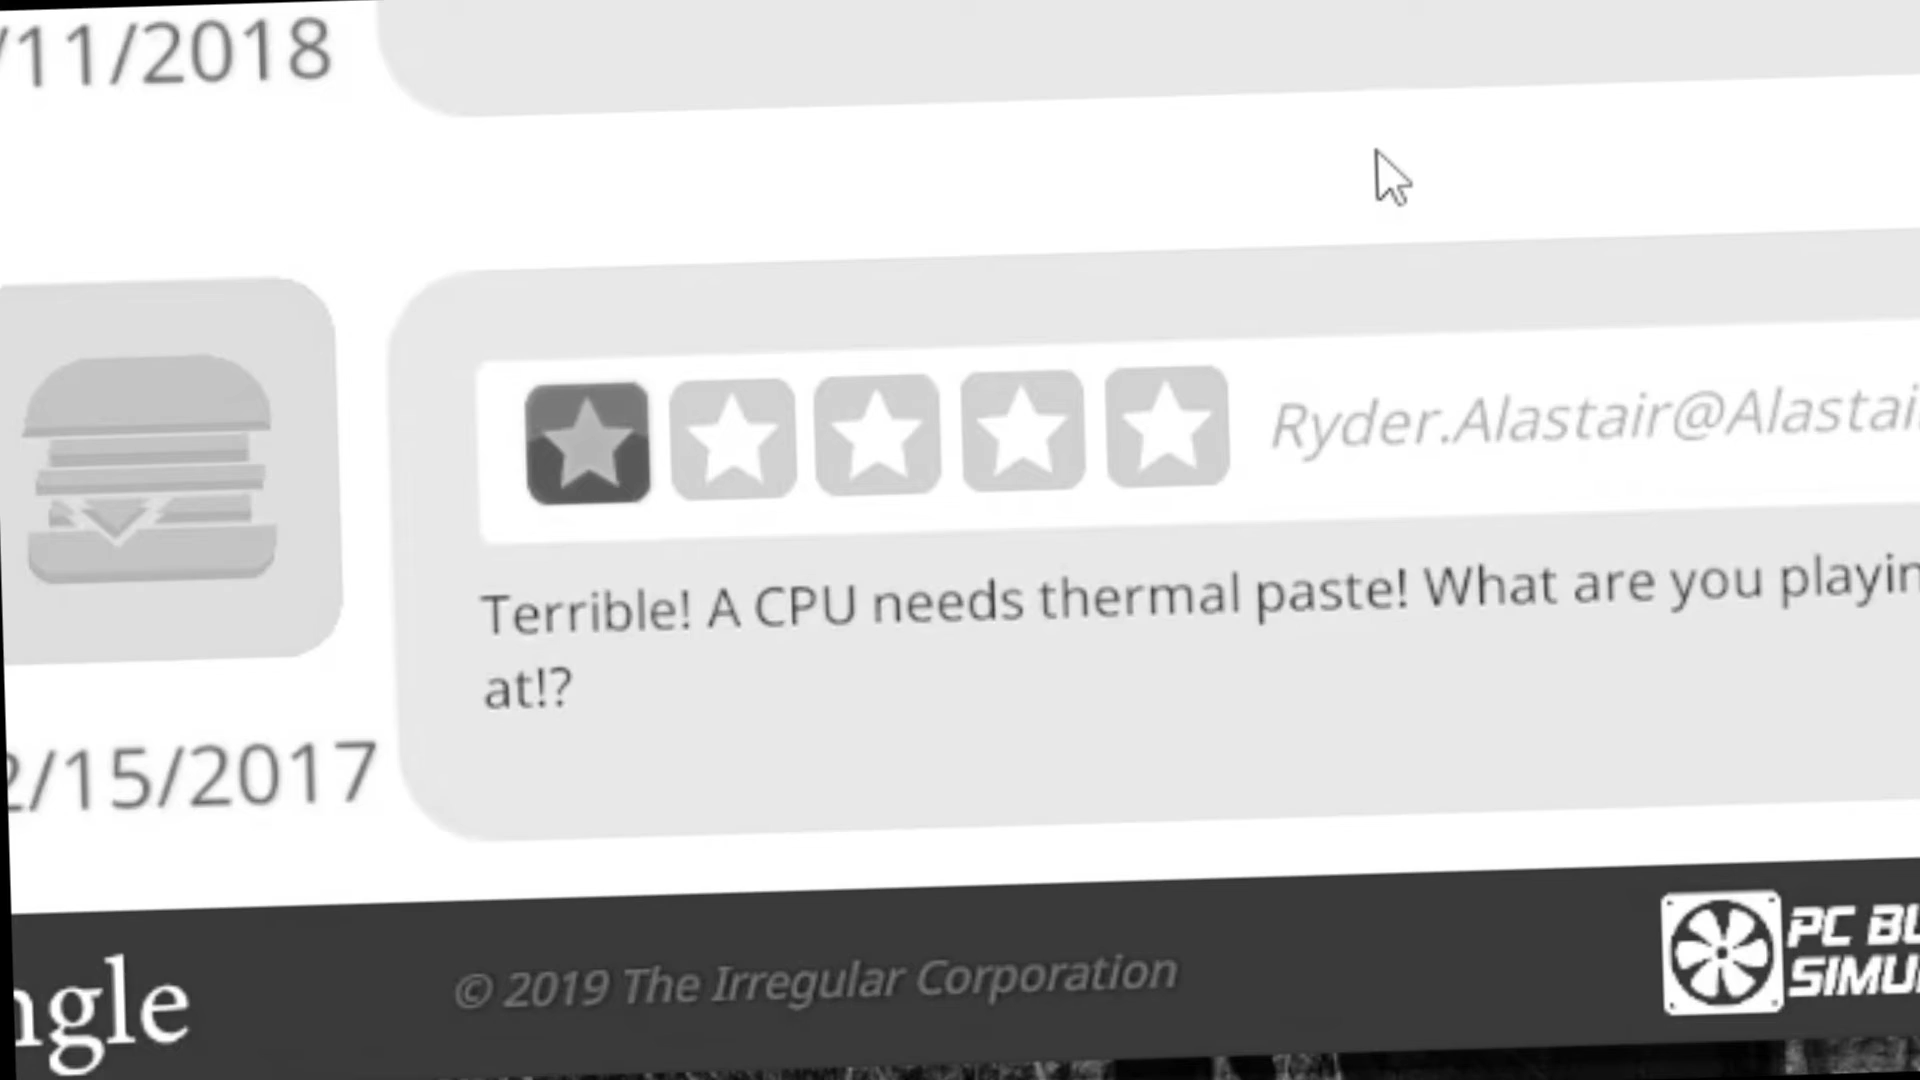 /11/2018
Ryder.Alastair@Alastai
Terrible! A CPU needs thermal paste! What are you playin
at!?
2/15/2017
ngle
© 2019 The Irregular Corporation
PC BU
SIMU